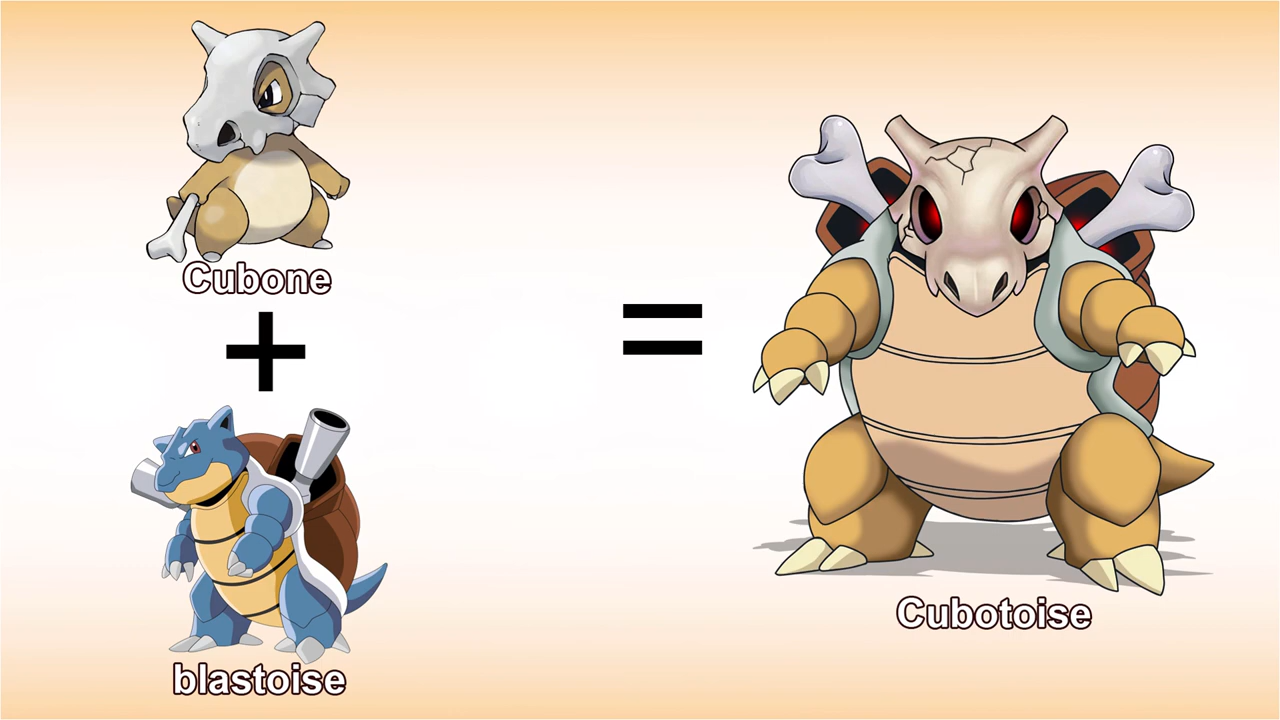 Cubone
+
=
blastoise
Cubotoise